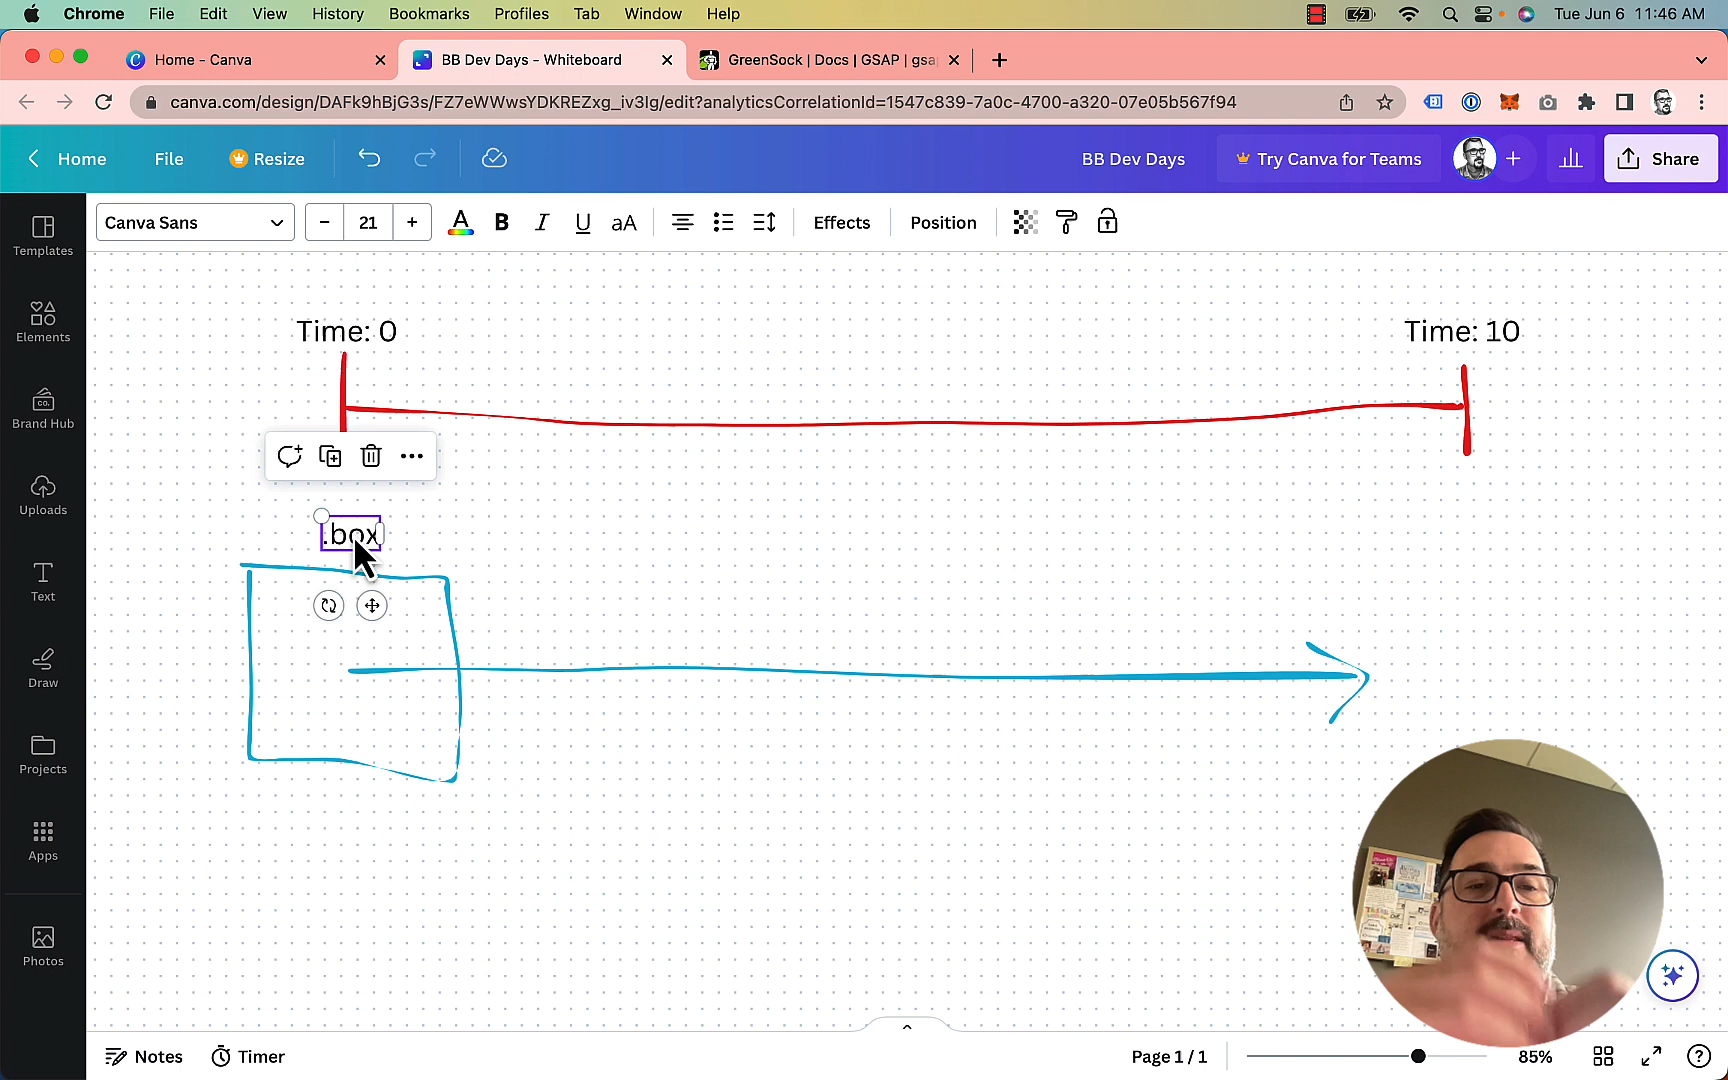 Chrome File Edit View History Bookmarks Profiles Tab Window Help Tue Jun 6 11:46 AM
Home - Canva BB Dev Days - Whiteboard GreenSock | Docs | GSAP | gsa
canva.com/design/DAFk9hBjG3s/FZ7eWWwsYDKREZxg_iv3Ig/edit?analyticsCorrelationId=1547c839-7a0c-4700-a320-07e05b567f94
Home File Resize BB Dev Days Try Canva for Teams Share
Canva Sans 21 A B I U aA Effects Position
Templates
Elements
Brand Hub
Uploads
Text
Draw
Projects
Apps
Photos
Time: 0 Time: 10
.box
Notes Timer Page 1 / 1 85%